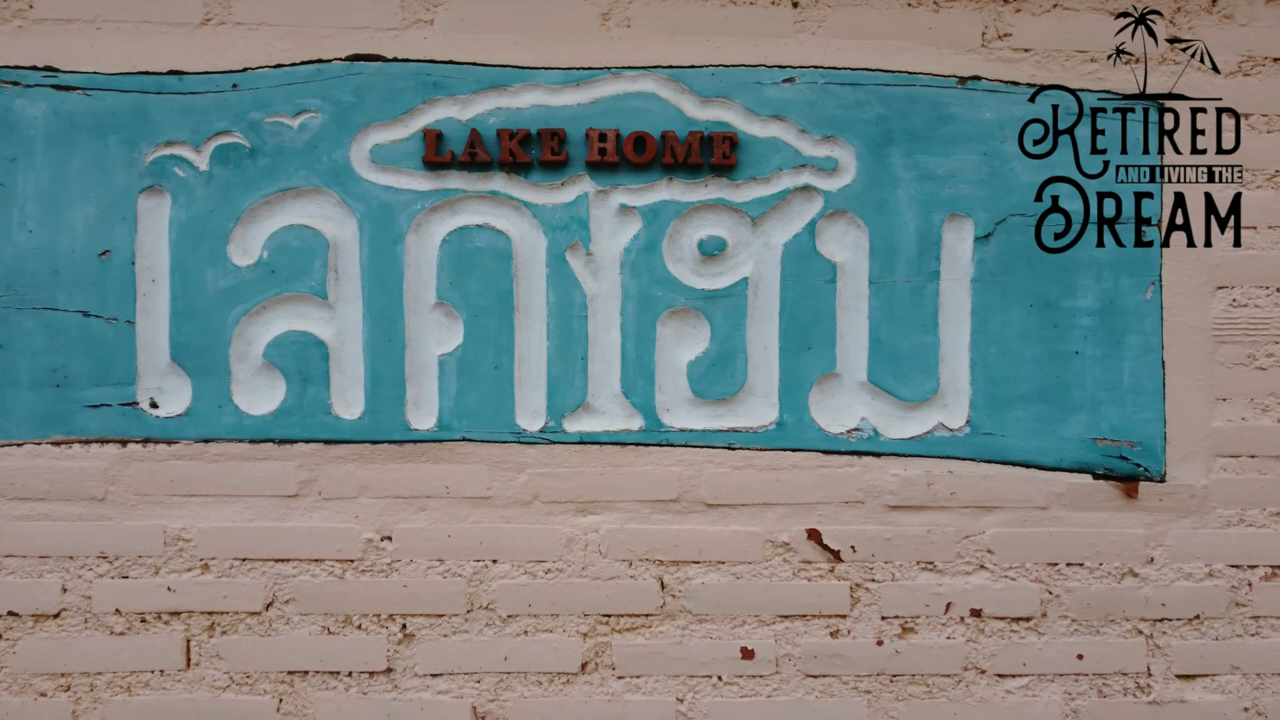 LAKE HOME
เลคโฮม
RETIRED
AND LIVING THE
DREAM